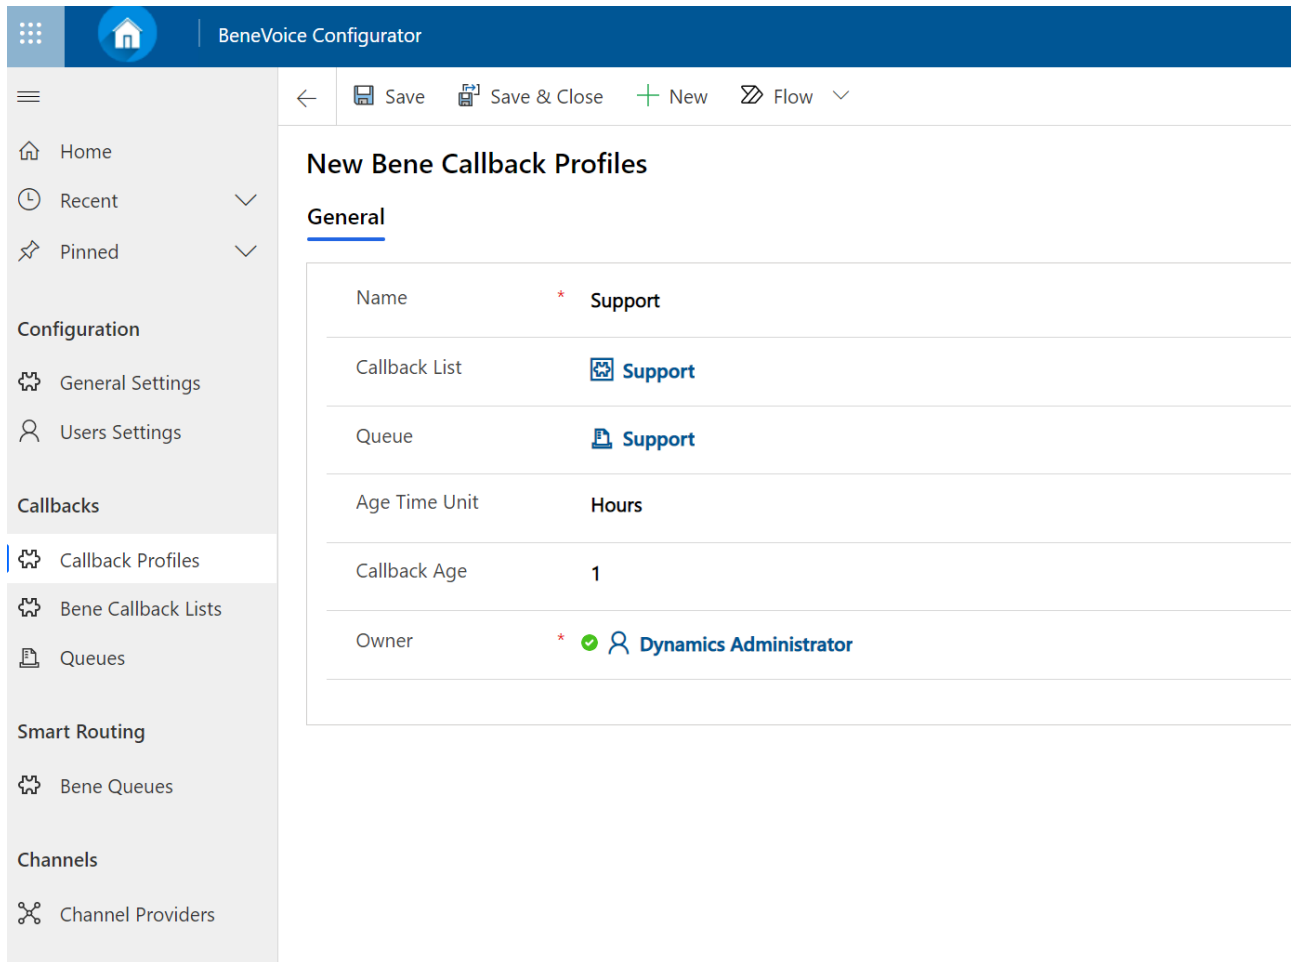 BeneVoice Configurator
Save
Save & Close
New
Flow
Home
Recent
Pinned
Configuration
General Settings
Users Settings
Callbacks
Callback Profiles
Bene Callback Lists
Queues
Smart Routing
Bene Queues
Channels
Channel Providers
New Bene Callback Profiles
General
Name * Support
Callback List Support
Queue Support
Age Time Unit Hours
Callback Age 1
Owner * Dynamics Administrator